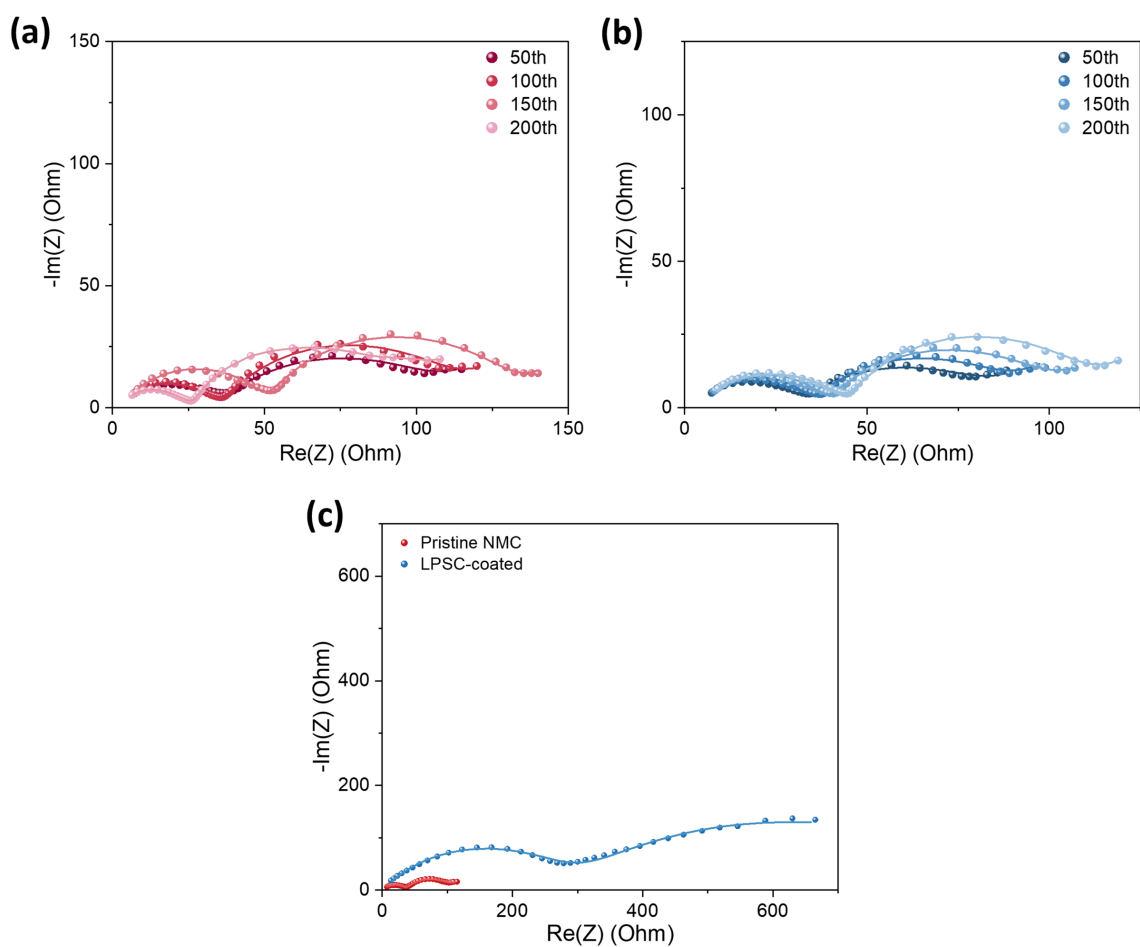 (a)
150
100
50
0
-Im(Z) (Ohm)
0
50
100
150
Re(Z) (Ohm)
50th
100th
150th
200th
(b)
100
50
0
-Im(Z) (Ohm)
0
50
100
Re(Z) (Ohm)
50th
100th
150th
200th
(c)
600
400
200
0
-Im(Z) (Ohm)
0
200
400
600
Re(Z) (Ohm)
Pristine NMC
LPSC-coated